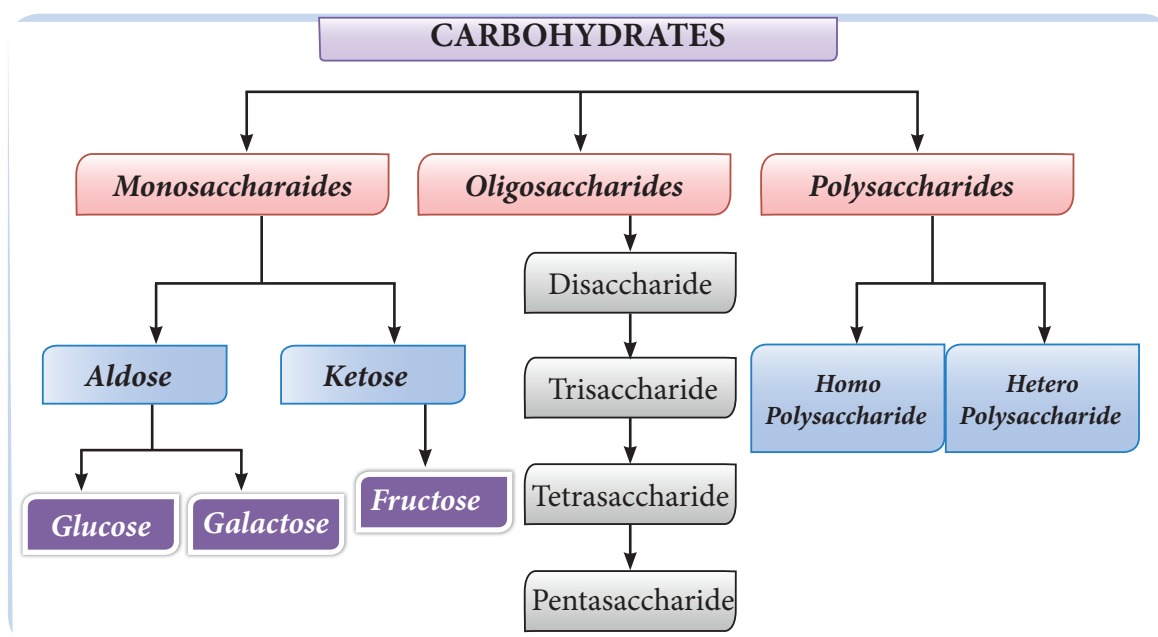 CARBOHYDRATES
Monosaccharaides
Oligosaccharides
Polysaccharides
Disaccharide
Aldose
Ketose
Trisaccharide
Homo
Polysaccharide
Hetero
Polysaccharide
Glucose
Galactose
Fructose
Tetrasaccharide
Pentasaccharide